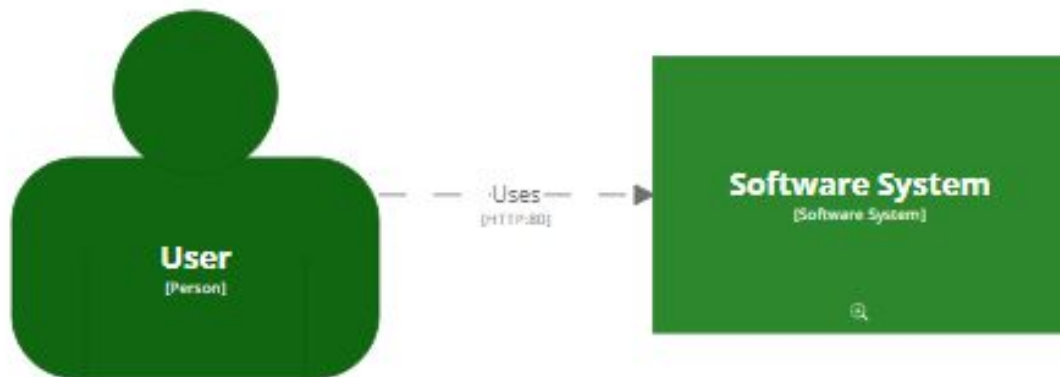 User
[Person]
Uses
[HTTP:80]
Software System
[Software System]